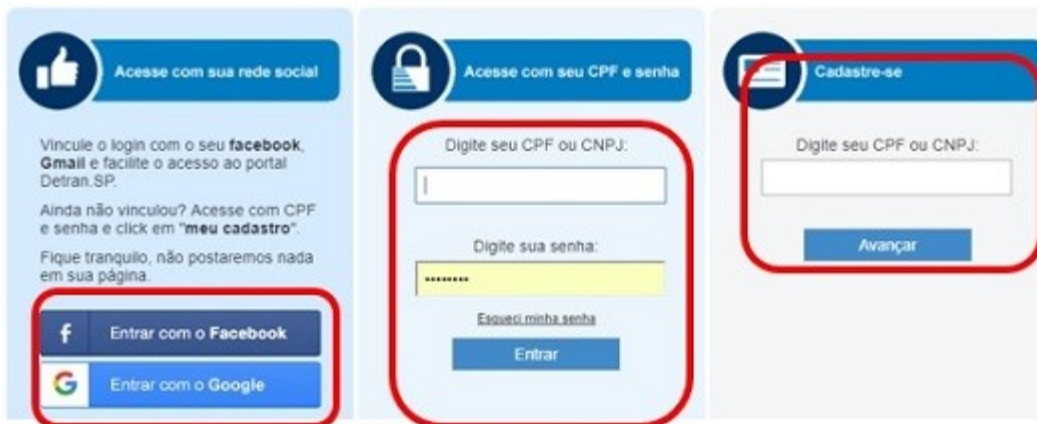 Acesse com sua rede social
Vincule o login com o seu facebook,
Gmail e facilite o acesso ao portal
Detran.SP.
Ainda não vinculou? Acesse com CPF
e senha e click em "meu cadastro".
Fique tranquilo, não postaremos nada
em sua página.
f Entrar com o Facebook
G Entrar com o Google
Acesse com seu CPF e senha
Digite seu CPF ou CNPJ:
Digite sua senha:
Esqueci minha senha
Entrar
Cadastre-se
Digite seu CPF ou CNPJ:
Avançar